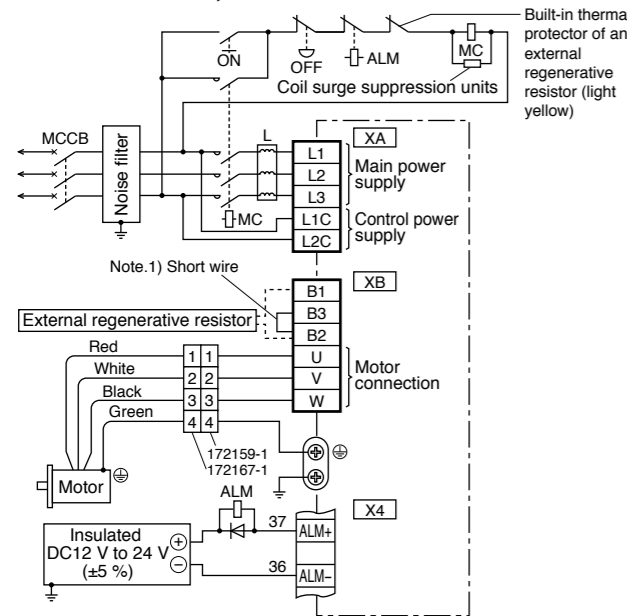 Built-in therma
protector of an
external
regenerative
resistor (light
yellow)
ON
OFF
ALM
MC
Coil surge suppression units
MCCB
Noise filter
L
XA
L1
L2
L3
Main power
supply
MC
L1C
L2C
Control power
supply
Note.1) Short wire
XB
B1
B3
B2
External regenerative resistor
Red
1 1
U
White
2 2
V
Black
3 3
W
Motor
connection
Green
4 4
172159-1
172167-1
Motor
ALM
X4
Insulated
DC12 V to 24 V
(±5 %)
+
−
37
ALM+
36
ALM−